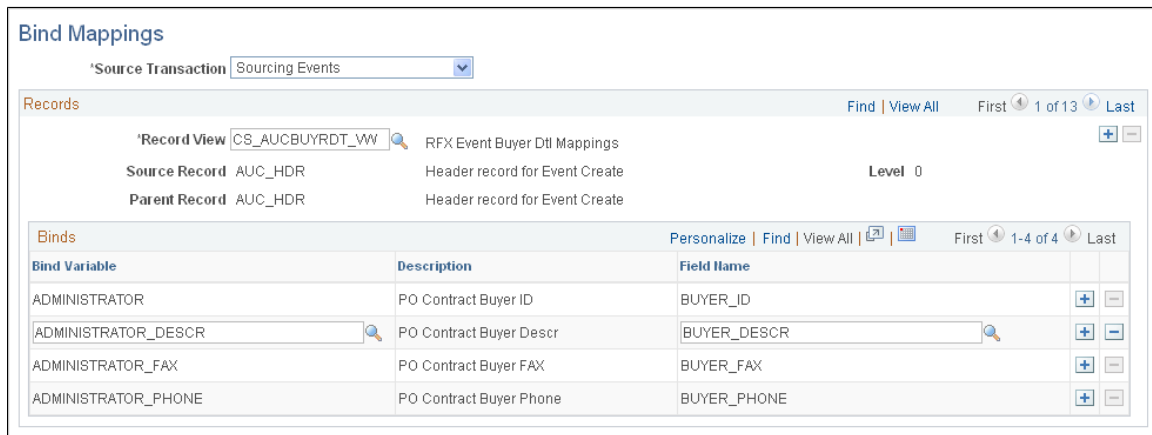 Bind Mappings
*Source Transaction Sourcing Events
Records Find | View All First 1 of 13 Last
*Record View CS_AUCBUYRDT_VW RFX Event Buyer Dtl Mappings
Source Record AUC_HDR Header record for Event Create Level 0
Parent Record AUC_HDR Header record for Event Create
Binds Personalize | Find | View All | | First 1-4 of 4 Last
Bind Variable Description Field Name
ADMINISTRATOR PO Contract Buyer ID BUYER_ID
ADMINISTRATOR_DESCR PO Contract Buyer Descr BUYER_DESCR
ADMINISTRATOR_FAX PO Contract Buyer FAX BUYER_FAX
ADMINISTRATOR_PHONE PO Contract Buyer Phone BUYER_PHONE